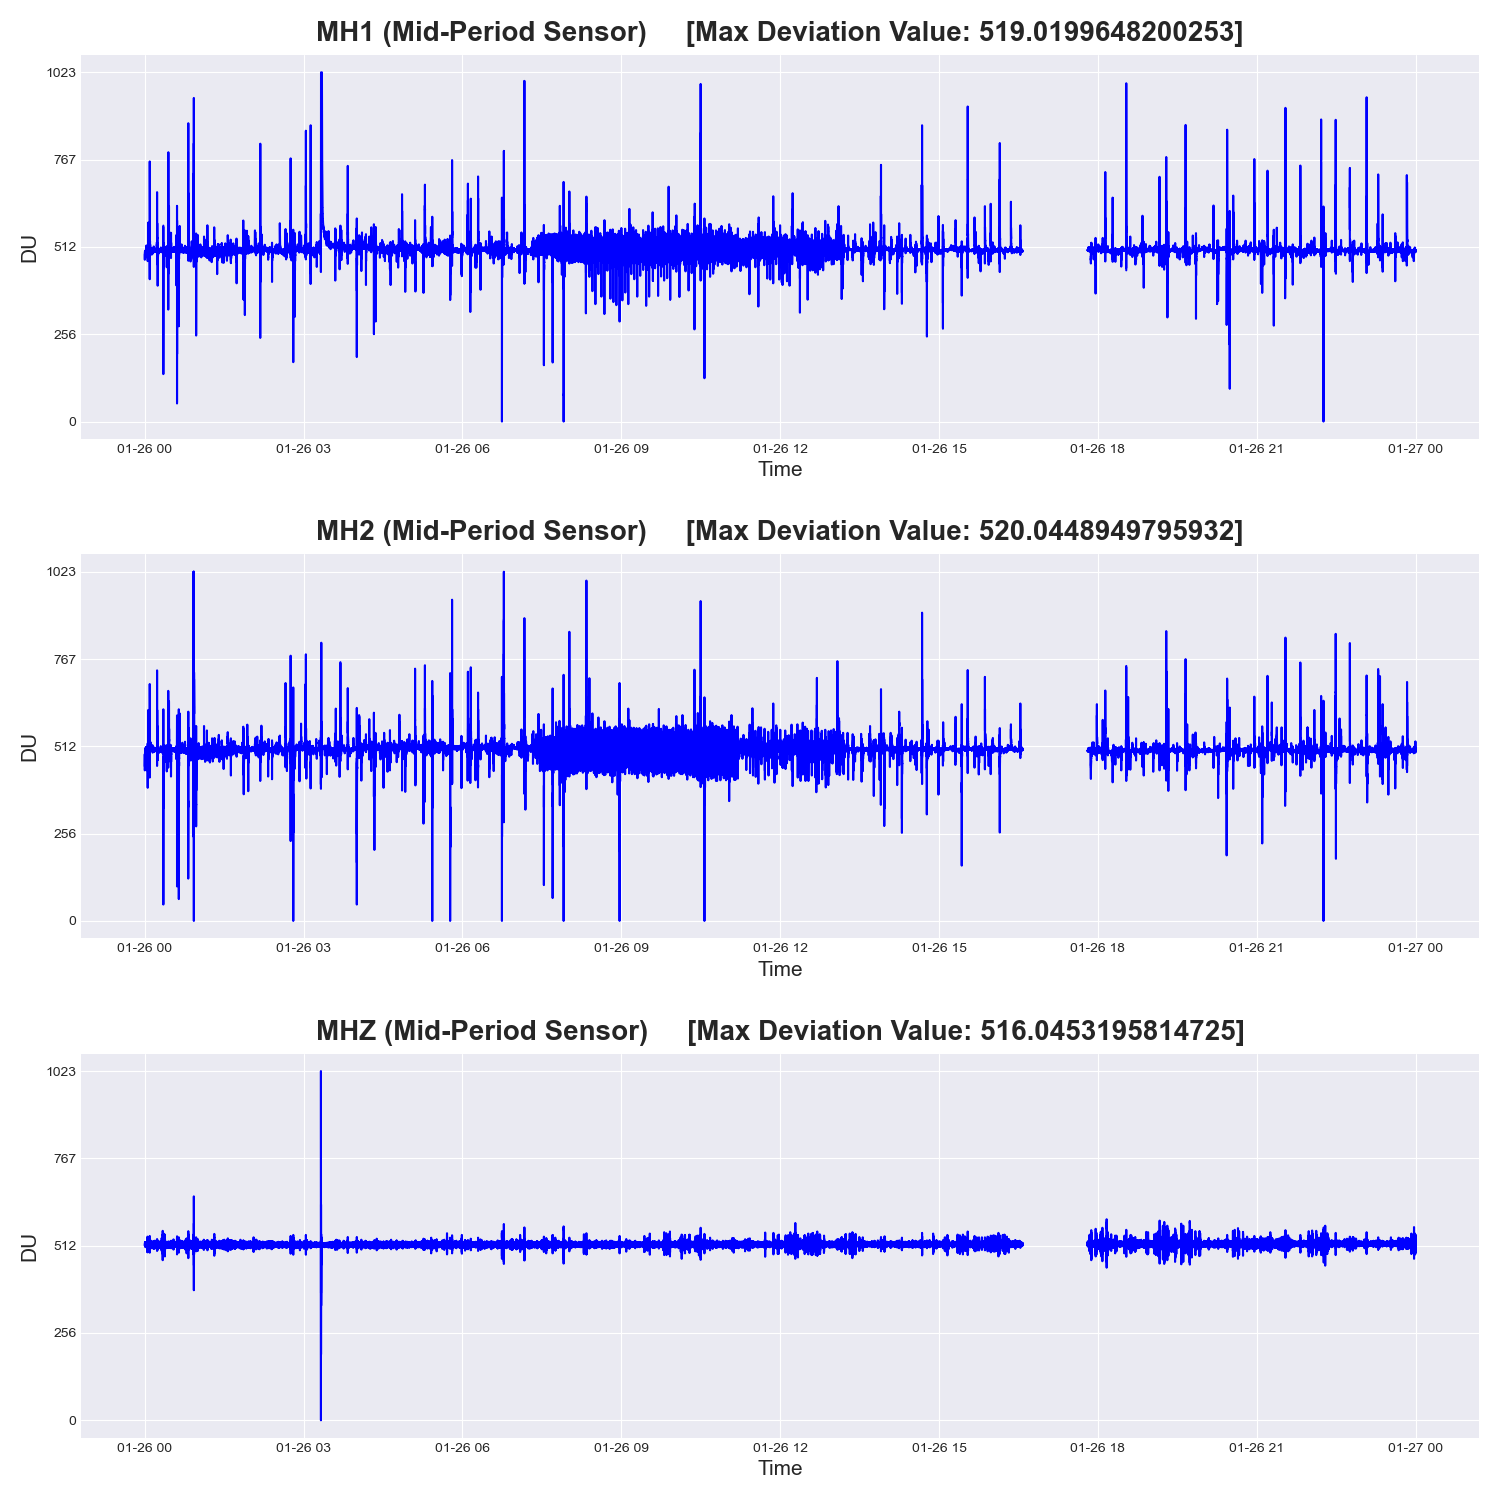 MH1 (Mid-Period Sensor) [Max Deviation Value: 519.0199648200253]
1023
767
512
256
0
DU
01-26 00 01-26 03 01-26 06 01-26 09 01-26 12 01-26 15 01-26 18 01-26 21 01-27 00
Time
MH2 (Mid-Period Sensor) [Max Deviation Value: 520.0448949795932]
1023
767
512
256
0
DU
01-26 00 01-26 03 01-26 06 01-26 09 01-26 12 01-26 15 01-26 18 01-26 21 01-27 00
Time
MHZ (Mid-Period Sensor) [Max Deviation Value: 516.0453195814725]
1023
767
512
256
0
DU
01-26 00 01-26 03 01-26 06 01-26 09 01-26 12 01-26 15 01-26 18 01-26 21 01-27 00
Time